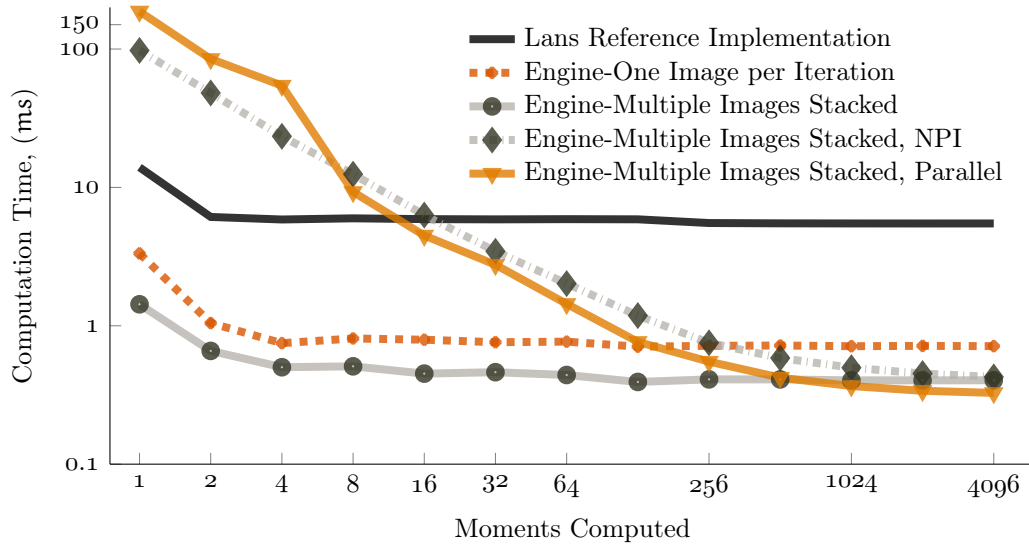 150
100
10
1
0.1
Computation Time, (ms)
Lans Reference Implementation
Engine-One Image per Iteration
Engine-Multiple Images Stacked
Engine-Multiple Images Stacked, NPI
Engine-Multiple Images Stacked, Parallel
1 2 4 8 16 32 64 256 1024 4096
Moments Computed